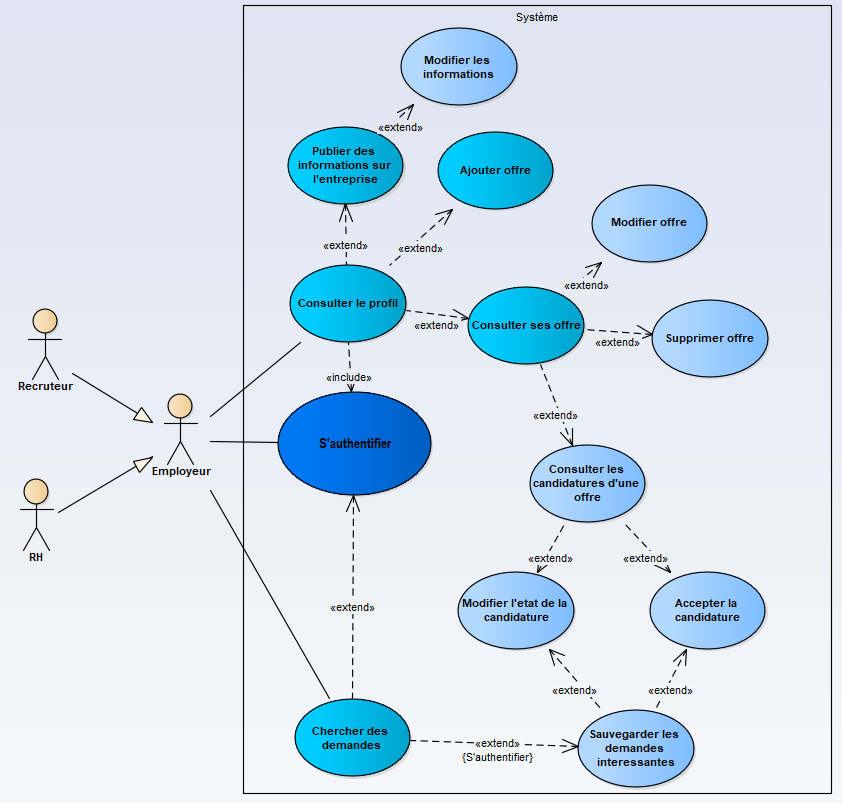 Système
Modifier les
informations
«extend»
Publier des
informations sur
l'entreprise
Ajouter offre
Modifier offre
«extend»
«extend»
«extend»
Consulter le profil
«extend»
Consulter ses offre
«extend»
Supprimer offre
Recruteur
«include»
«extend»
S'authentifier
Employeur
Consulter les
candidatures d'une
offre
RH
«extend»
«extend»
«extend»
Modifier l'etat de la
candidature
Accepter la
candidature
«extend»
«extend»
Chercher des
demandes
«extend»
{S'authentifier}
Sauvegarder les
demandes
interessantes